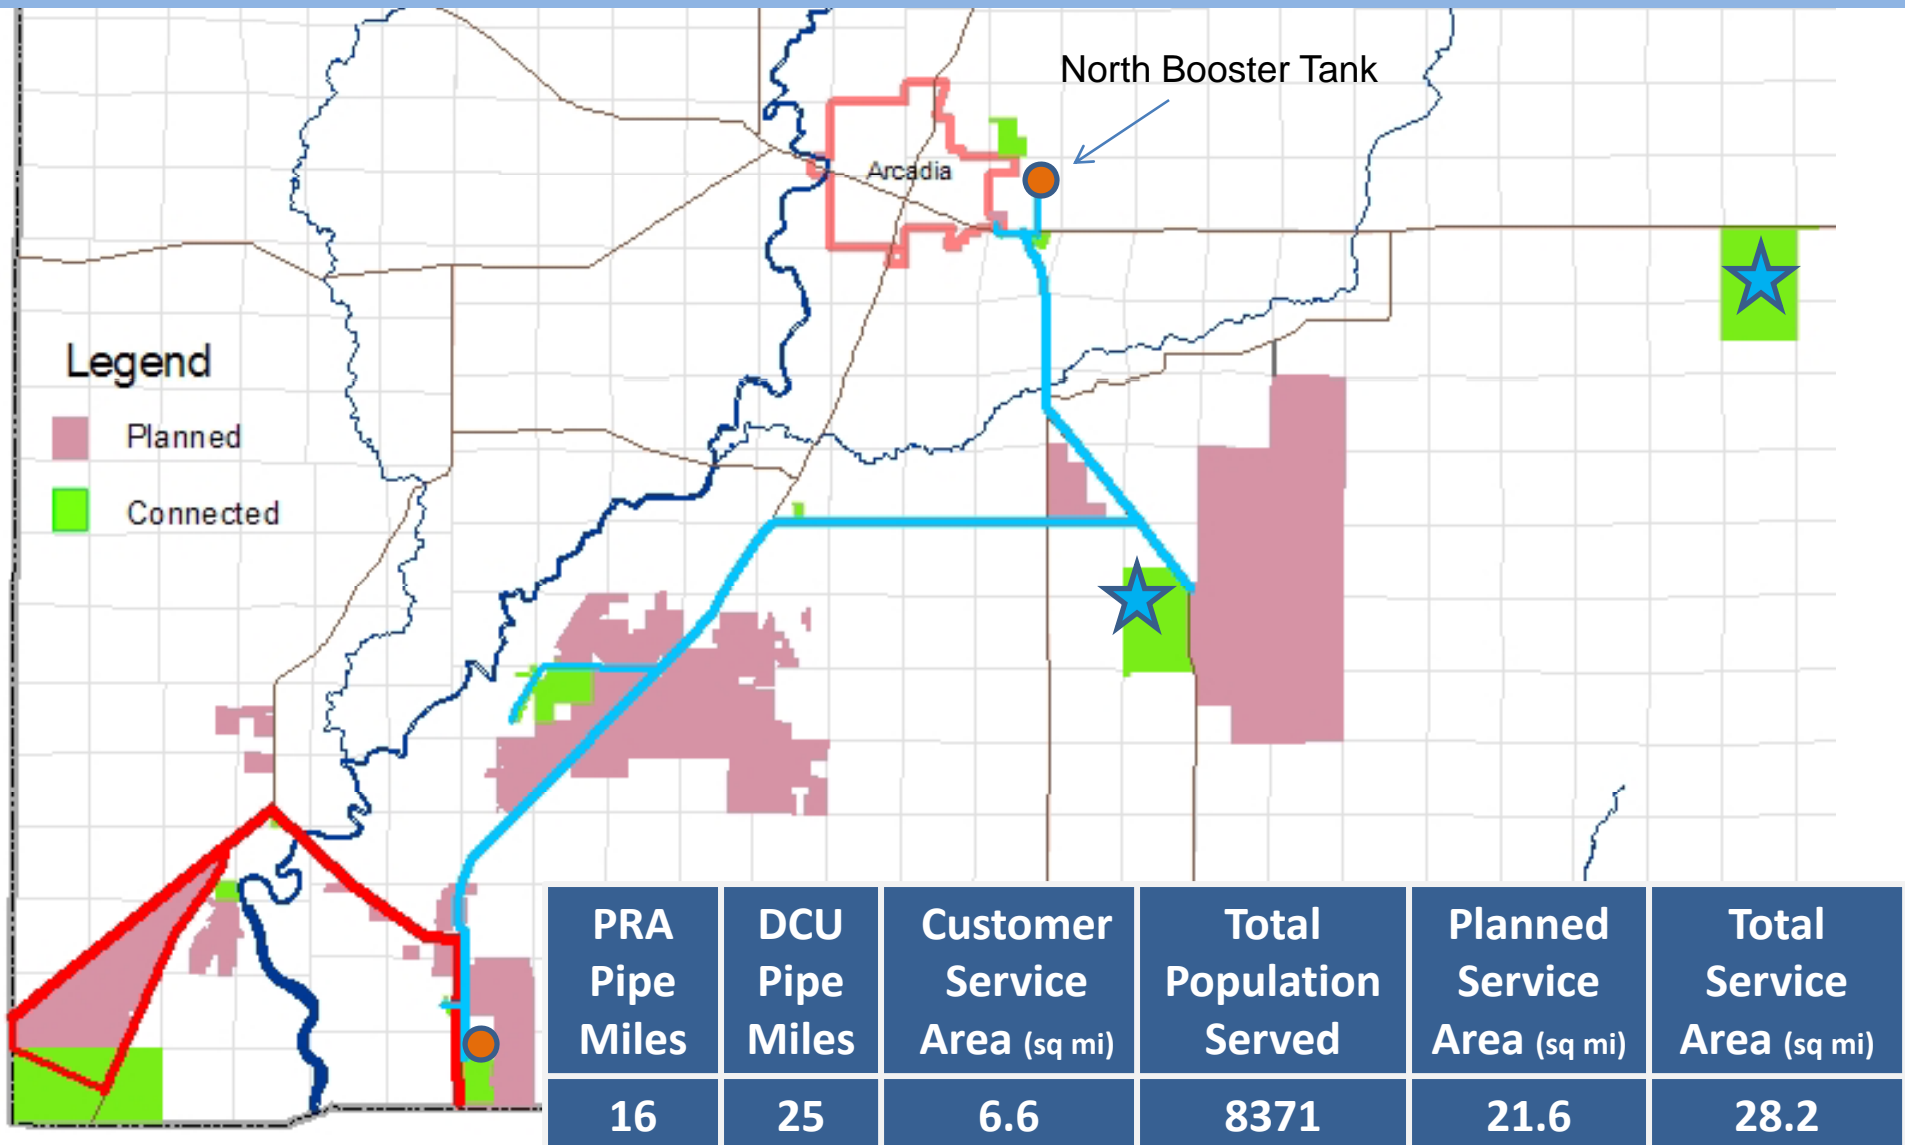 North Booster Tank
Arcadia
Legend
Planned
Connected
PRA Pipe Miles
DCU Pipe Miles
Customer Service Area (sq mi)
Total Population Served
Planned Service Area (sq mi)
Total Service Area (sq mi)
16
25
6.6
8371
21.6
28.2